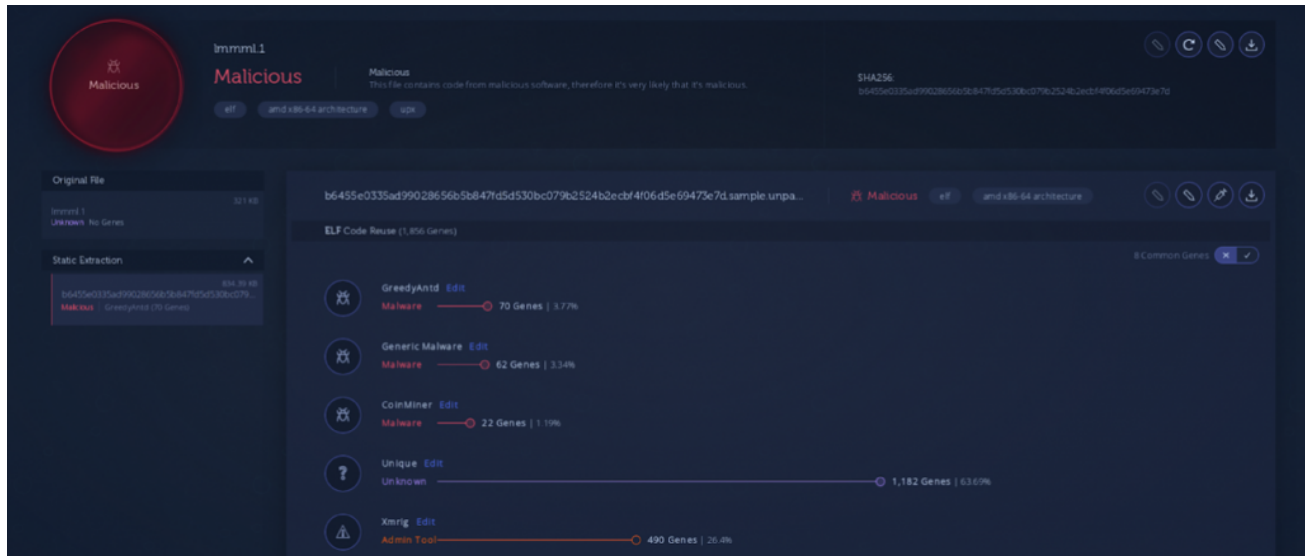 Malicious
lmmml.1
Malicious
Malicious
This file contains code from malicious software, therefore it's very likely that it's malicious.
elf amd x86-64 architecture upx
SHA256:
Original File
321 KB
lmmml.1
Unknown No Genes
Static Extraction
834.39 KB
b6455e0335ad99028656b5b847fd5d530bc079...
Malicious | GreedyAntd (70 Genes)
b6455e0335ad99028656b5b847fd5d530bc079b2524b2ecbf4f06d5e69473e7d.sample.unpa...
Malicious elf amd x86-64 architecture
ELF Code Reuse (1,856 Genes)
8 Common Genes
GreedyAntd Edit
Malware 70 Genes | 3.77%
Generic Malware Edit
Malware 62 Genes | 3.34%
CoinMiner Edit
Malware 22 Genes | 1.19%
Unique Edit
Unknown 1,182 Genes | 63.69%
Xmrig Edit
Admin Tool 490 Genes | 26.4%